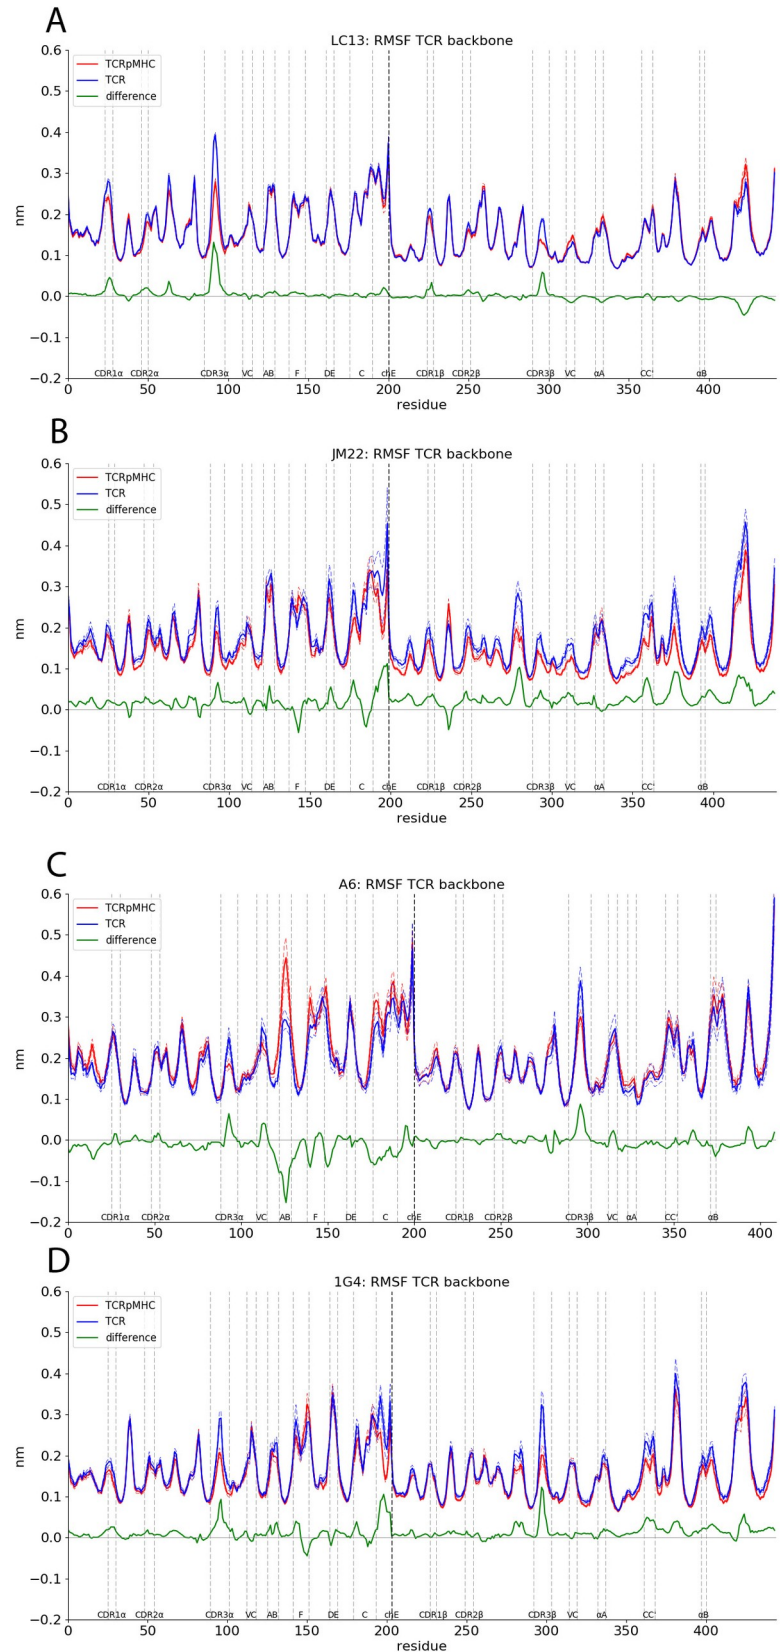 A
LC13: RMSF TCR backbone
0.6
0.5
0.4
0.3
0.2
0.1
0.0
−0.1
−0.2
nm
TCRpMHC
TCR
difference
CDR1α CDR2α CDR3α VC AB F DE C chE CDR1β CDR2β CDR3β VC αA CC' αB
0 50 100 150 200 250 300 350 400
residue
B
JM22: RMSF TCR backbone
0.6
0.5
0.4
0.3
0.2
0.1
0.0
−0.1
−0.2
nm
TCRpMHC
TCR
difference
CDR1α CDR2α CDR3α VC AB F DE C chE CDR1β CDR2β CDR3β VC αA CC' αB
0 50 100 150 200 250 300 350 400
residue
C
A6: RMSF TCR backbone
0.6
0.5
0.4
0.3
0.2
0.1
0.0
−0.1
−0.2
nm
TCRpMHC
TCR
difference
CDR1α CDR2α CDR3α VC AB F DE C chE CDR1β CDR2β CDR3β VC αA CC' αB
0 50 100 150 200 250 300 350 400
residue
D
1G4: RMSF TCR backbone
0.6
0.5
0.4
0.3
0.2
0.1
0.0
−0.1
−0.2
nm
TCRpMHC
TCR
difference
CDR1α CDR2α CDR3α VC AB F DE C chE CDR1β CDR2β CDR3β VC αA CC' αB
0 50 100 150 200 250 300 350 400
residue